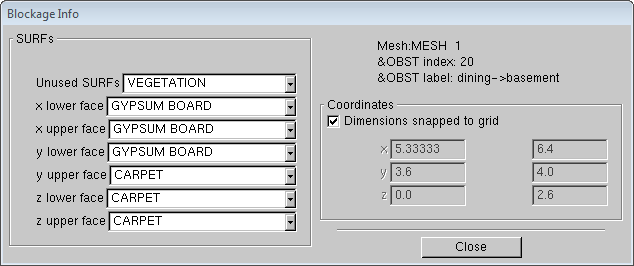 Blockage Info
SURFs
Unused SURFs VEGETATION
x lower face GYPSUM BOARD
x upper face GYPSUM BOARD
y lower face GYPSUM BOARD
y upper face CARPET
z lower face CARPET
z upper face CARPET
Mesh:MESH 1
&OBST index: 20
&OBST label: dining->basement
Coordinates
Dimensions snapped to grid
x 5.33333 6.4
y 3.6 4.0
z 0.0 2.6
Close